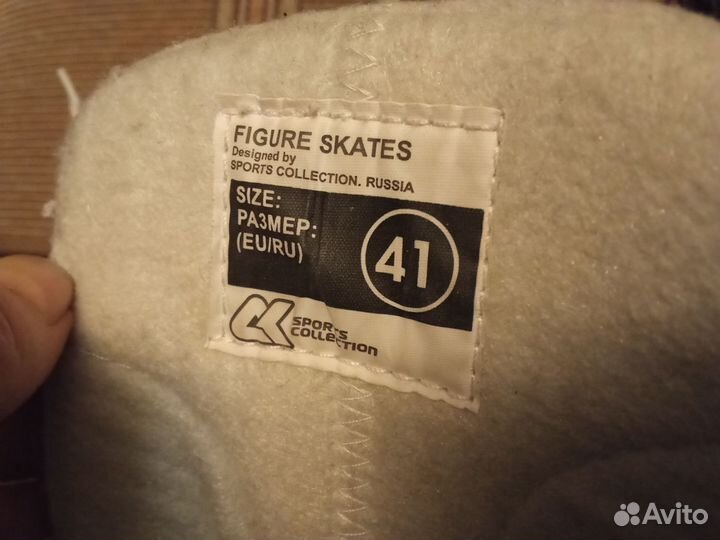 FIGURE SKATES
Designed by
SPORTS COLLECTION. RUSSIA
SIZE:
РАЗМЕР:
(EU/RU)
41
SPORTS
COLLECTION
Avito